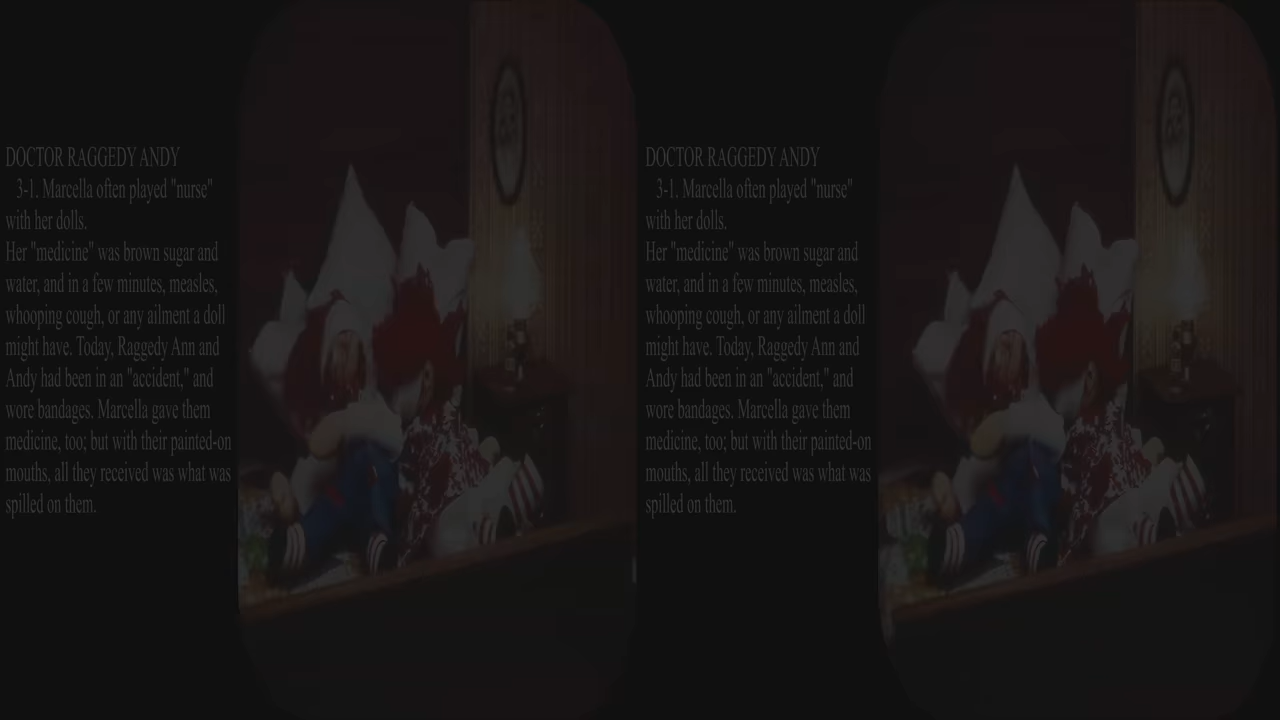 DOCTOR RAGGEDY ANDY
3-1. Marcella often played "nurse"
with her dolls.
Her "medicine" was brown sugar and
water, and in a few minutes, measles,
whooping cough, or any ailment a doll
might have. Today, Raggedy Ann and
Andy had been in an "accident," and
wore bandages. Marcella gave them
medicine, too; but with their painted-on
mouths, all they received was what was
spilled on them.
DOCTOR RAGGEDY ANDY
3-1. Marcella often played "nurse"
with her dolls.
Her "medicine" was brown sugar and
water, and in a few minutes, measles,
whooping cough, or any ailment a doll
might have. Today, Raggedy Ann and
Andy had been in an "accident," and
wore bandages. Marcella gave them
medicine, too; but with their painted-on
mouths, all they received was what was
spilled on them.